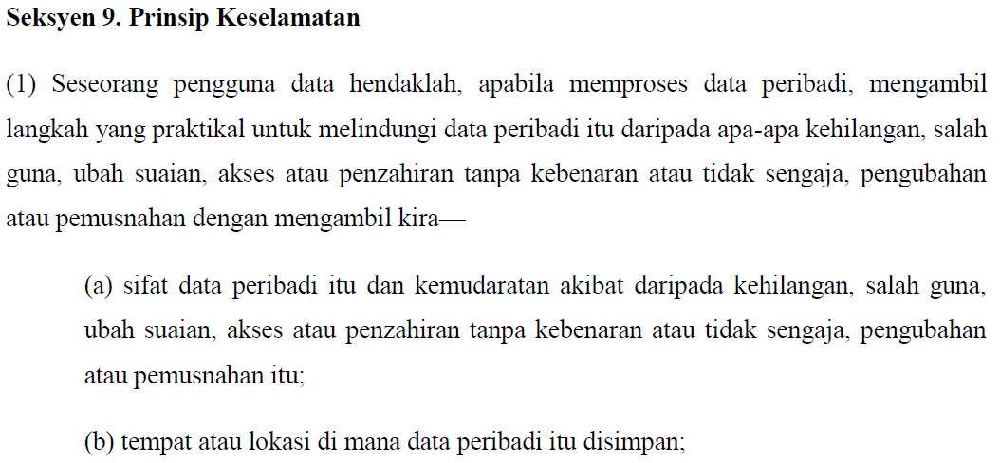 Seksyen 9. Prinsip Keselamatan
(1) Seseorang pengguna data hendaklah, apabila memproses data peribadi, mengambil
langkah yang praktikal untuk melindungi data peribadi itu daripada apa-apa kehilangan, salah
guna, ubah suaian, akses atau penzahiran tanpa kebenaran atau tidak sengaja, pengubahan
atau pemusnahan dengan mengambil kira—
(a) sifat data peribadi itu dan kemudaratan akibat daripada kehilangan, salah guna,
ubah suaian, akses atau penzahiran tanpa kebenaran atau tidak sengaja, pengubahan
atau pemusnahan itu;
(b) tempat atau lokasi di mana data peribadi itu disimpan;